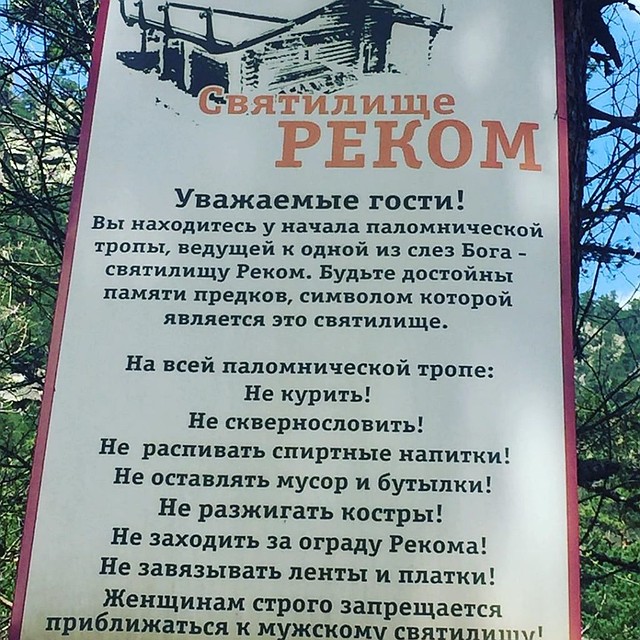 Святилище
РЕКОМ
Уважаемые гости!
Вы находитесь у начала паломнической
тропы, ведущей к одной из слез Бога -
святилищу Реком. Будьте достойны
памяти предков, символом которой
является это святилище.
На всей паломнической тропе:
Не курить!
Не сквернословить!
Не распивать спиртные напитки!
Не оставлять мусор и бутылки!
Не разжигать костры!
Не заходить за ограду Рекома!
Не завязывать ленты и платки!
Женщинам строго запрещается
приближаться к мужскому святилищу!